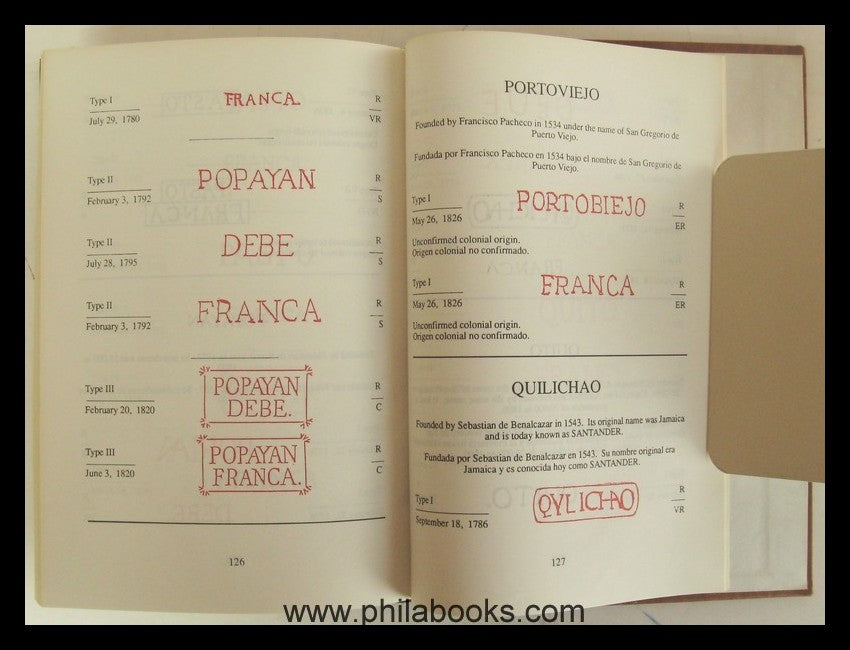 Type I
FRANCA.
R
July 29, 1780
VR
Type II
POPAYAN
R
February 3, 1792
S
Type II
DEBE
R
July 28, 1795
S
Type II
FRANCA
R
February 3, 1792
S
Type III
POPAYAN
DEBE.
R
February 20, 1820
C
Type III
POPAYAN
FRANCA.
R
June 3, 1820
C
126
PORTOVIEJO
Founded by Francisco Pacheco in 1534 under the name of San Gregorio de
Puerto Viejo.
Fundada por Francisco Pacheco en 1534 bajo el nombre de San Gregorio de
Puerto Viejo.
Type I
PORTOBIEJO
R
May 26, 1826
ER
Unconfirmed colonial origin.
Origen colonial no confirmado.
Type I
FRANCA
R
May 26, 1826
ER
Unconfirmed colonial origin.
Origen colonial no confirmado.
QUILICHAO
Founded by Sebastian de Benalcazar in 1543. Its original name was Jamaica
and is today known as SANTANDER.
Fundada por Sebastian de Benalcazar en 1543. Su nombre original era
Jamaica y es conocida hoy como SANTANDER.
Type I
QYLICHAO
R
September 18, 1786
VR
127
www.philabooks.com